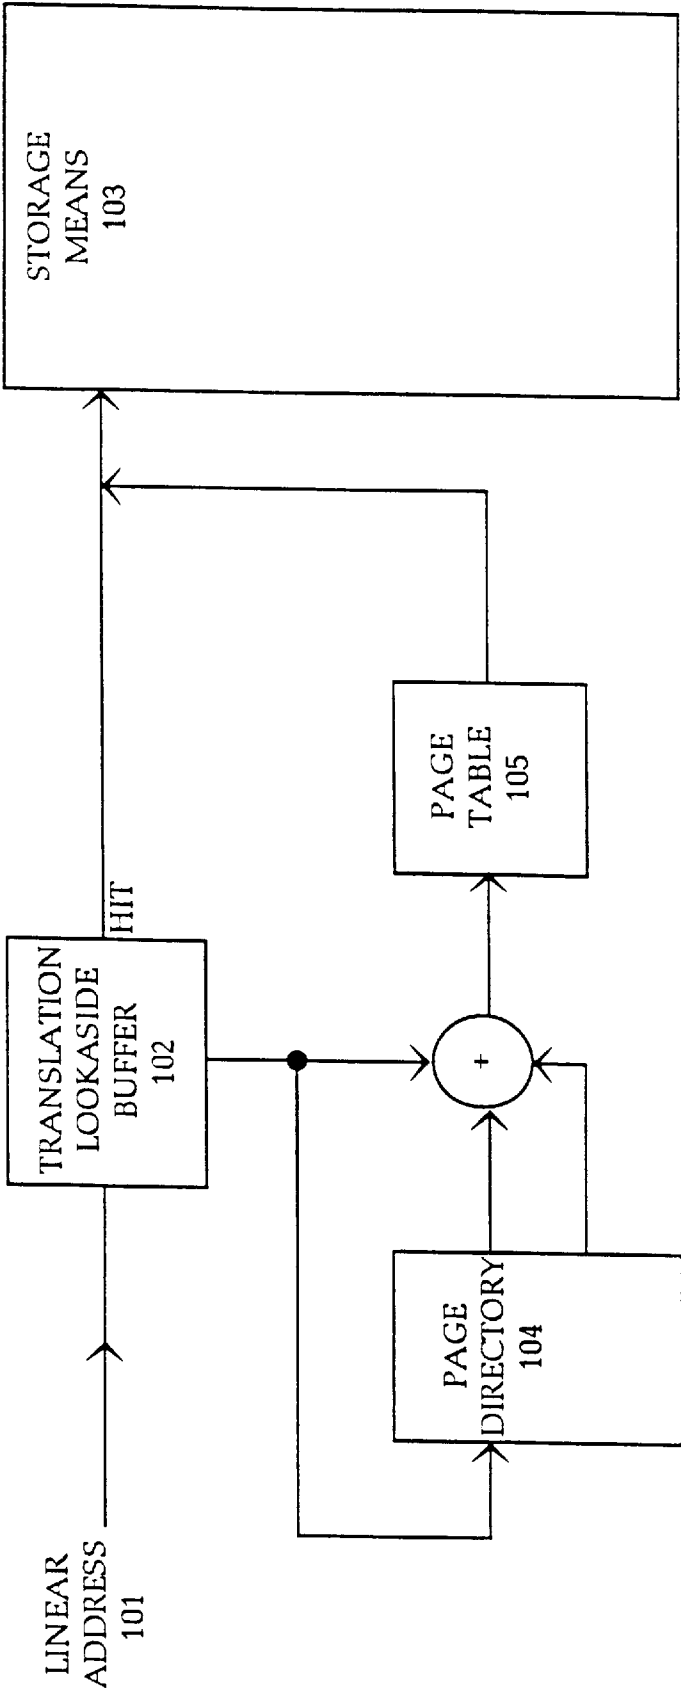 LINEAR
ADDRESS
101
TRANSLATION
LOOKASIDE
BUFFER
102
HIT
STORAGE
MEANS
103
PAGE
DIRECTORY
104
+
PAGE
TABLE
105